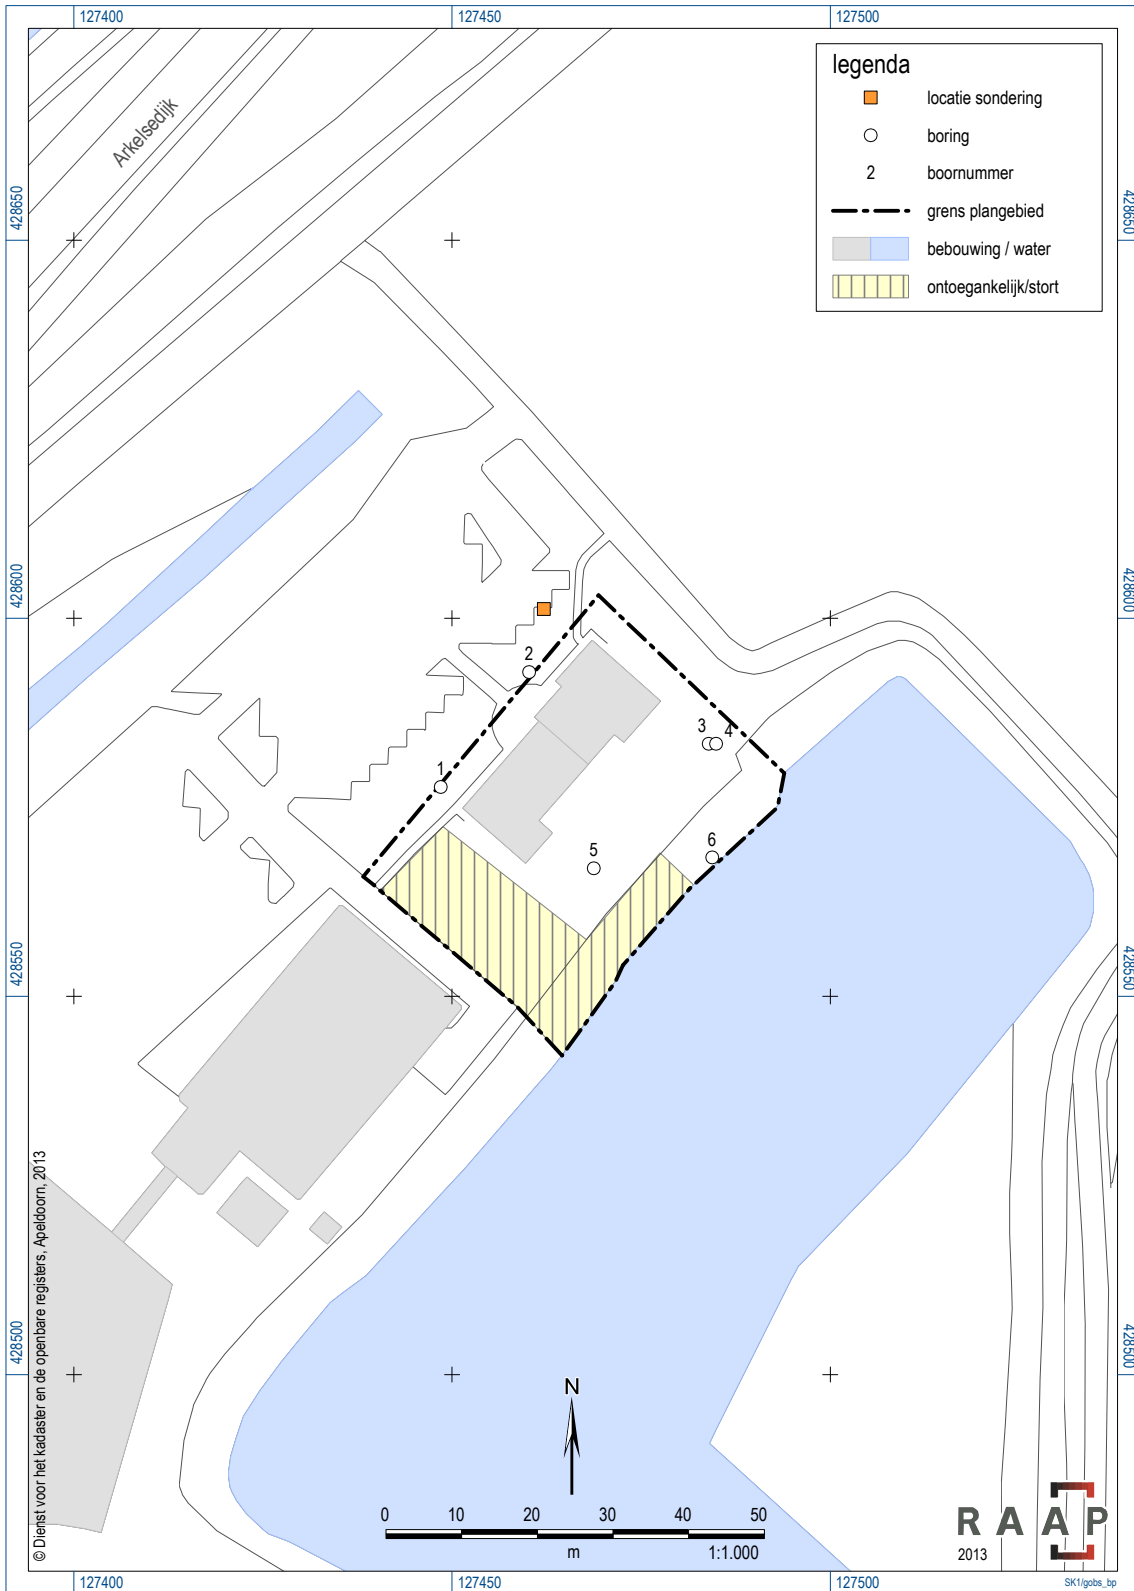 127400
127450
127500
legenda
locatie sondering
boring
2
boornummer
grens plangebied
bebouwing / water
ontoegankelijk/stort
Arkelsedijk
428650
428650
428600
428600
2
3
4
1
5
6
428550
428550
© Dienst voor het kadaster en de openbare registers, Apeldoorn, 2013
428500
428500
N
0 10 20 30 40 50
m
1:1.000
RAAP
2013
127400
127450
127500
SK1/gobs_bp